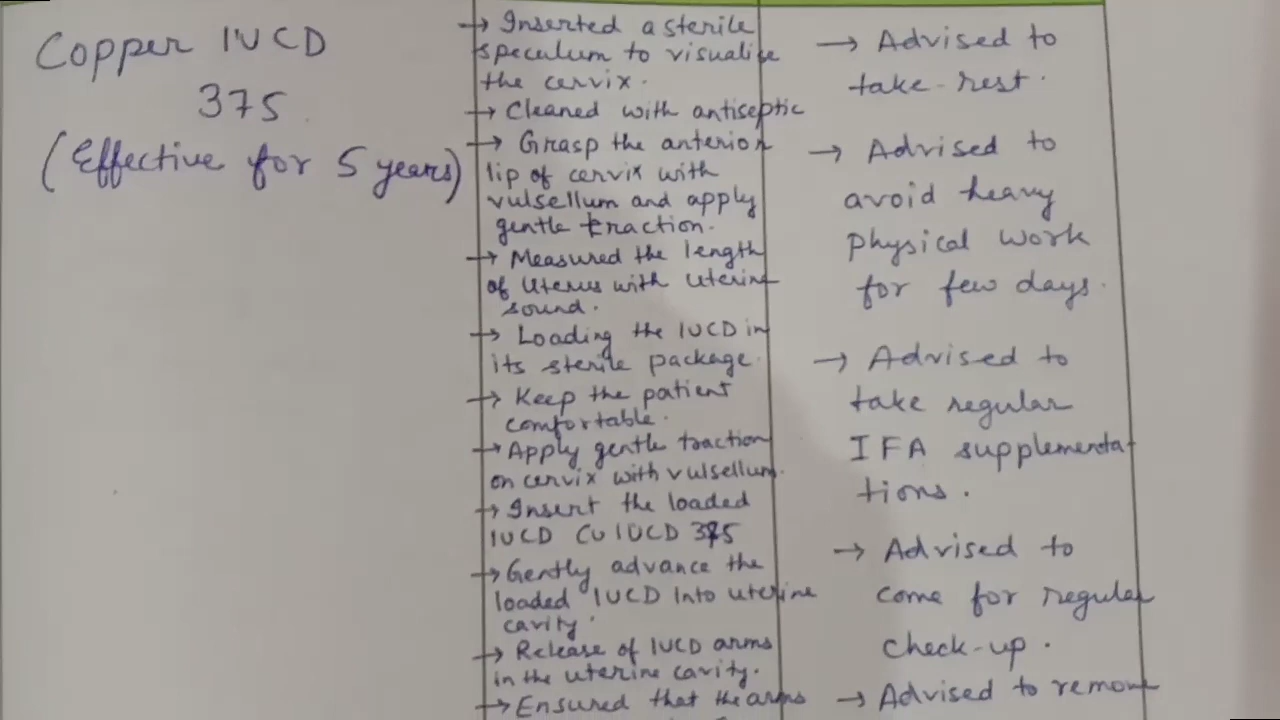 Copper IUCD
375
(Effective for 5 years)
→ Inserted a sterile
speculum to visualise
the cervix.
→ Cleaned with antiseptic
→ Grasp the anterior
lip of cervix with
vulsellum and apply
gentle traction.
→ Measured the length
of uterus with uterine
sound.
→ Loading the IUCD in
its sterile package.
→ Keep the patient
comfortable.
→ Apply gentle traction
on cervix with vulsellum.
→ Insert the loaded
IUCD CU IUCD 375
→ Gently advance the
loaded IUCD Into uterine
cavity.
→ Release of IUCD arms
in the uterine cavity.
→ Ensured that the arms
→ Advised to
take rest.
→ Advised to
avoid heavy
physical work
for few days.
→ Advised to
take regular
IFA supplementa-
tions.
→ Advised to
come for regular
check-up.
→ Advised to remove